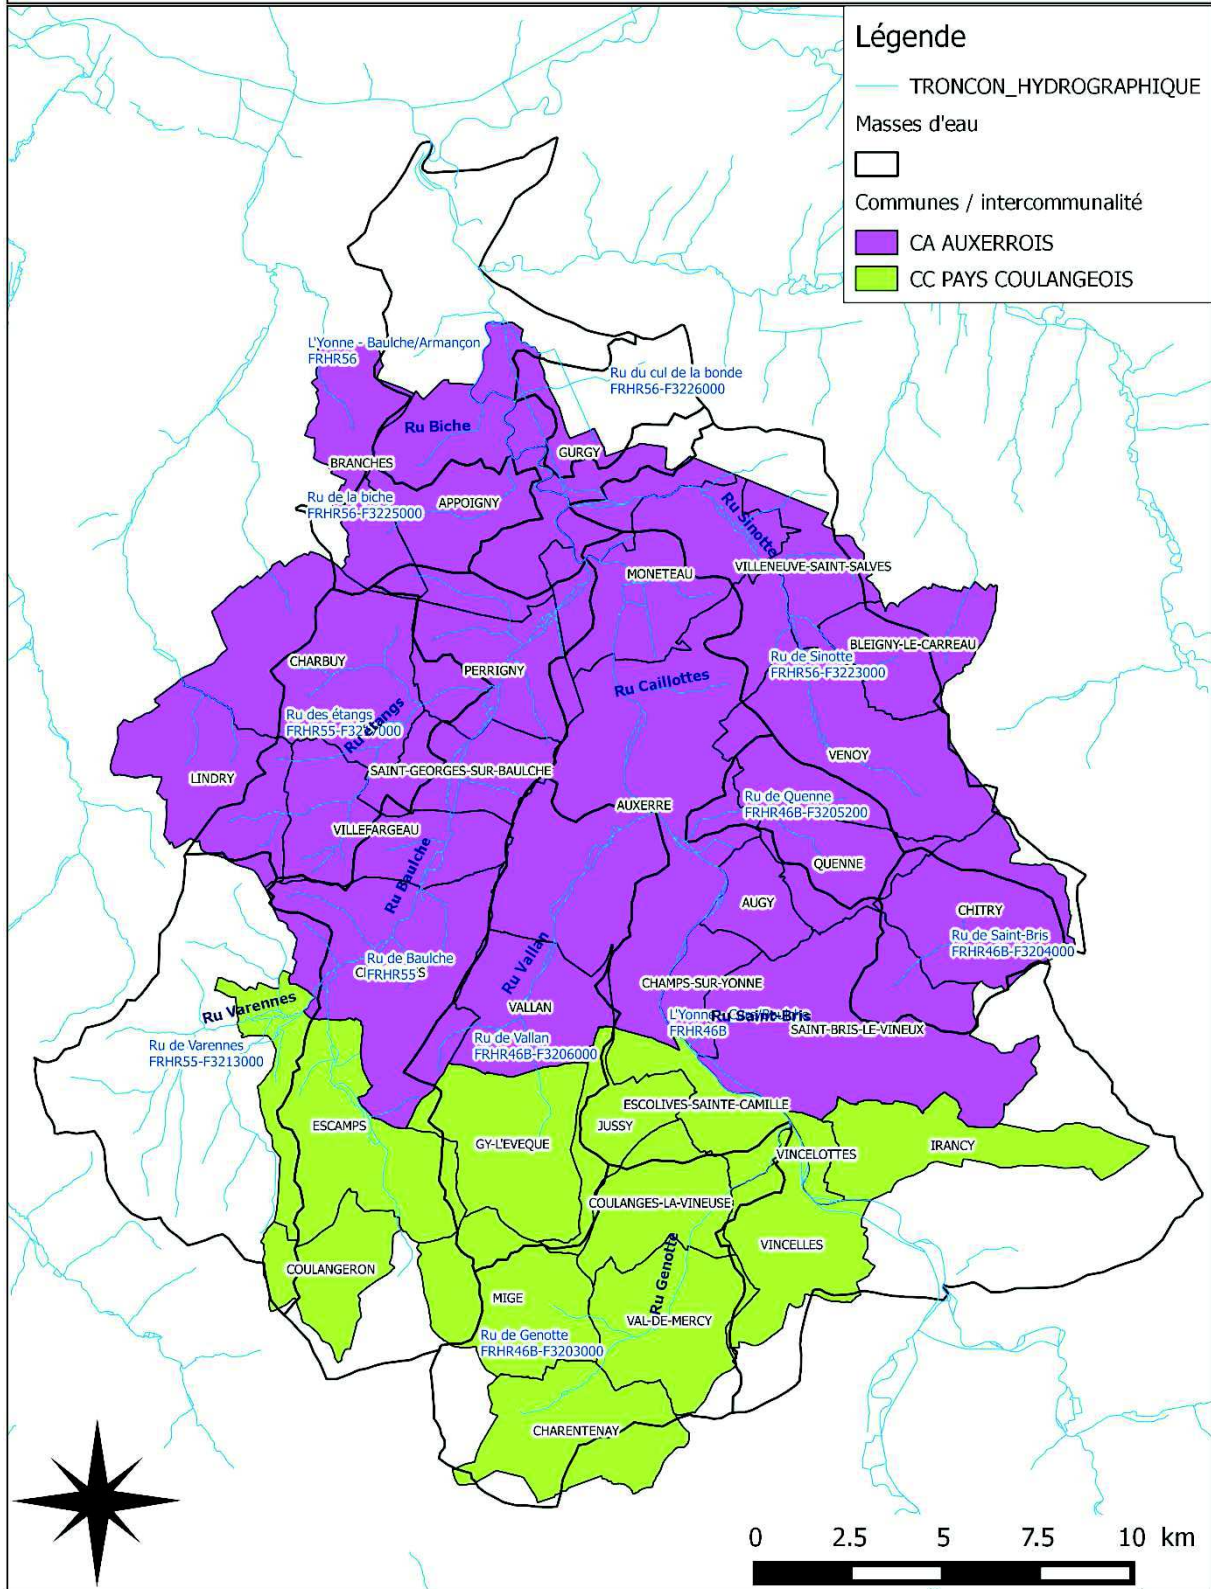 Légende
TRONCON_HYDROGRAPHIQUE
Masses d'eau
Communes / intercommunalité
CA AUXERROIS
CC PAYS COULANGEOIS
L'Yonne - Baulche/Armançon
FRHR56
Ru du cul de la bonde
FRHR56-F3226000
Ru Biche
GURGY
BRANCHES
Ru de la biche
FRHR56-F3225000
APPOIGNY
Ru Sinotte
MONETEAU
VILLENEUVE-SAINT-SALVES
BLEIGNY-LE-CARREAU
CHARBUY
PERRIGNY
Ru de Sinotte
FRHR56-F3223000
Ru Caillottes
Ru des étangs
Ru étangs
VENOY
SAINT-GEORGES-SUR-BAULCHE
LINDRY
AUXERRE
Ru de Quenne
FRHR46B-F3205200
VILLEFARGEAU
QUENNE
Ru Baulche
AUGY
CHITRY
Ru de Saint-Bris
FRHR46B-F3204000
Ru de Baulche
FRHR55
Ru Vallan
CHAMPS-SUR-YONNE
VALLAN
Ru Varennes
L'Yonne
FRHR46B
Ru Saint-Bris
SAINT-BRIS-LE-VINEUX
Ru de Vallan
FRHR46B-F3206000
Ru de Varennes
FRHR55-F3213000
ESCOLIVES-SAINTE-CAMILLE
ESCAMPS
JUSSY
GY-L'EVEQUE
VINCELOTTES
IRANCY
COULANGES-LA-VINEUSE
VINCELLES
COULANGERON
Ru Genotte
MIGE
VAL-DE-MERCY
Ru de Genotte
FRHR46B-F3203000
CHARENTENAY
0 2.5 5 7.5 10 km